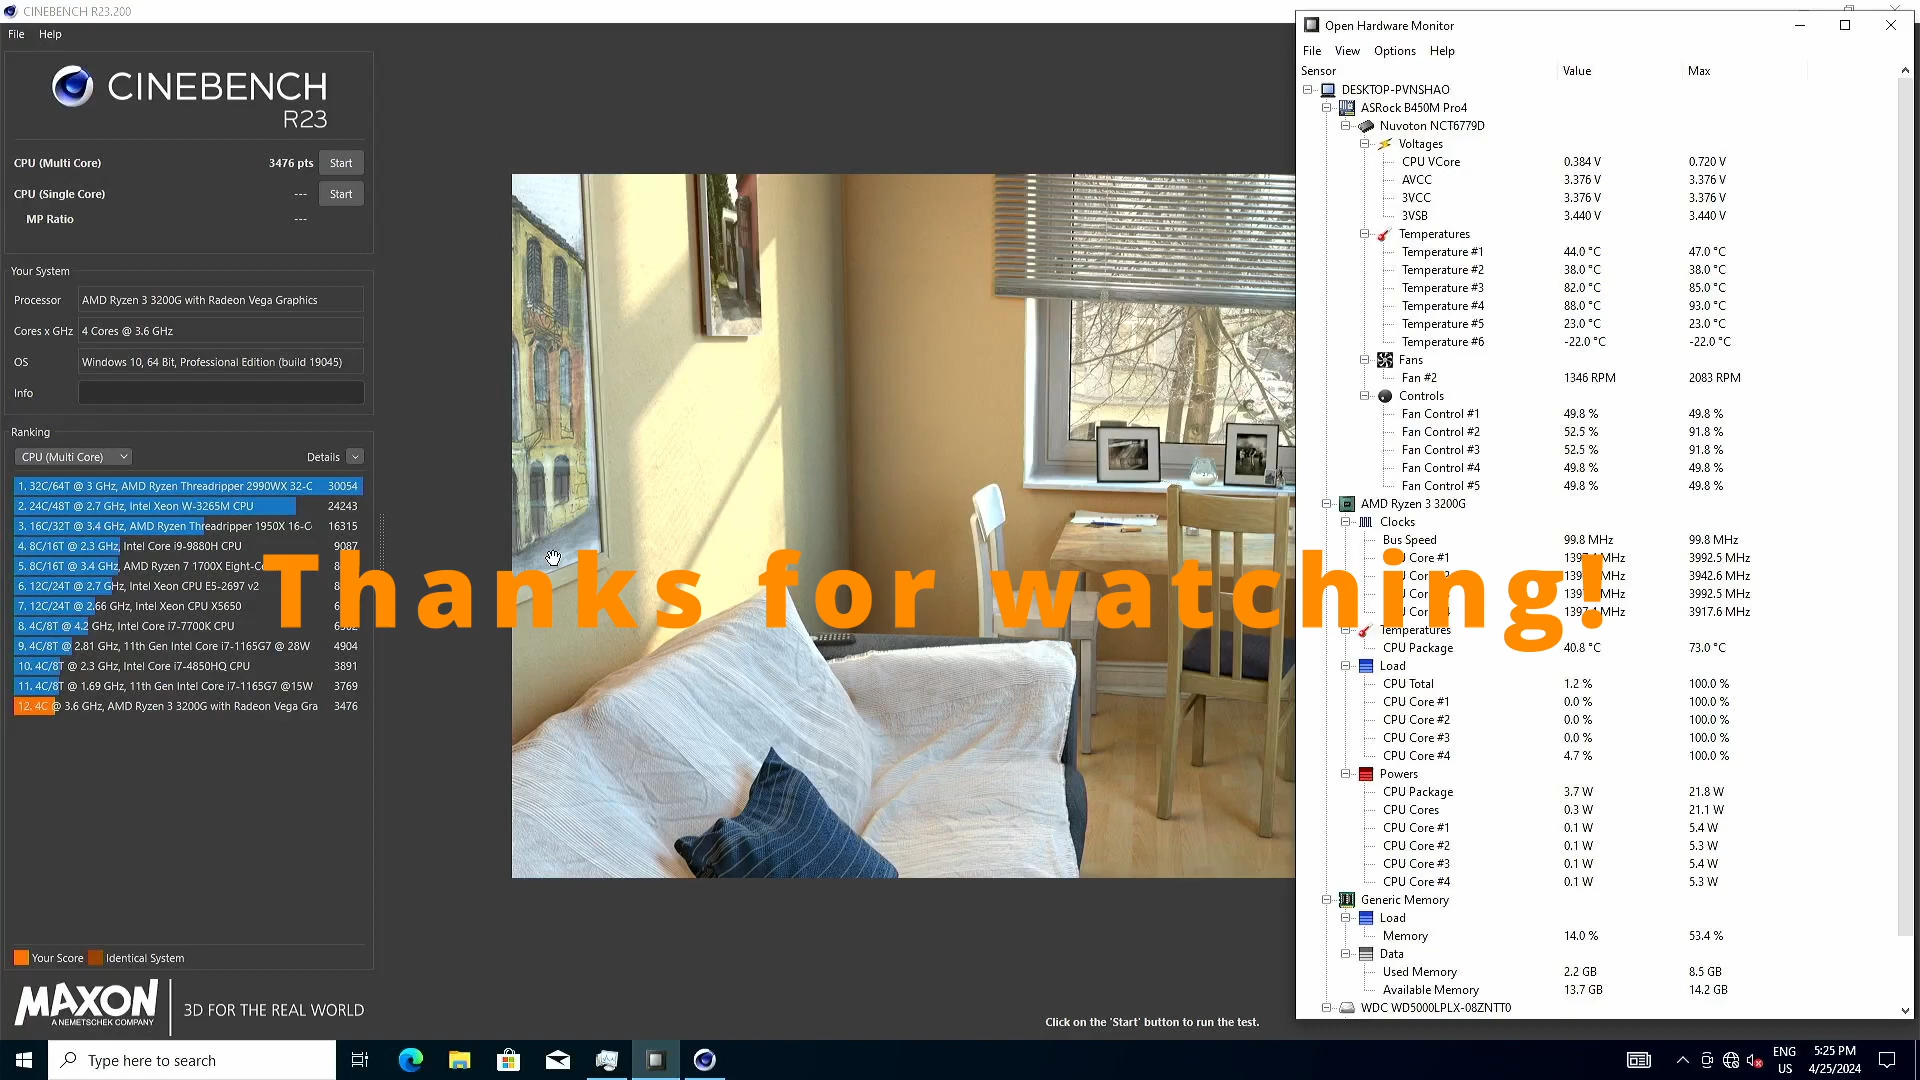 CINEBENCH R23.200
File Help
CINEBENCH
R23
CPU (Multi Core) 3476 pts Start
CPU (Single Core) --- Start
MP Ratio ---
Your System
Processor AMD Ryzen 3 3200G with Radeon Vega Graphics
Cores x GHz 4 Cores @ 3.6 GHz
OS Windows 10, 64 Bit, Professional Edition (build 19045)
Info
Ranking
CPU (Multi Core) Details
1. 32C/64T @ 3 GHz, AMD Ryzen Threadripper 2990WX 32-C 30054
2. 24C/48T @ 2.7 GHz, Intel Xeon W-3265M CPU 24243
3. 16C/32T @ 3.4 GHz, AMD Ryzen Threadripper 1950X 16-C 16315
4. 8C/16T @ 2.3 GHz, Intel Core i9-9880H CPU 9087
5. 8C/16T @ 3.4 GHz, AMD Ryzen 7 1700X Eight-Co
6. 12C/24T @ 2.7 GHz, Intel Xeon CPU E5-2697 v2
7. 12C/24T @ 2.66 GHz, Intel Xeon CPU X5650
8. 4C/8T @ 4.2 GHz, Intel Core i7-7700K CPU
9. 4C/8T @ 2.81 GHz, 11th Gen Intel Core i7-1165G7 @ 28W 4904
10. 4C/8T @ 2.3 GHz, Intel Core i7-4850HQ CPU 3891
11. 4C/8T @ 1.69 GHz, 11th Gen Intel Core i7-1165G7 @15W 3769
12. 4C @ 3.6 GHz, AMD Ryzen 3 3200G with Radeon Vega Gra 3476
Thanks for watching!
Your Score Identical System
MAXON
A NEMETSCHEK COMPANY
3D FOR THE REAL WORLD
Click on the 'Start' button to run the test.
Open Hardware Monitor
File View Options Help
Sensor Value Max
DESKTOP-PVNSHAO
ASRock B450M Pro4
Nuvoton NCT6779D
Voltages
CPU VCore 0.384 V 0.720 V
AVCC 3.376 V 3.376 V
3VCC 3.376 V 3.376 V
3VSB 3.440 V 3.440 V
Temperatures
Temperature #1 44.0 °C 47.0 °C
Temperature #2 38.0 °C 38.0 °C
Temperature #3 82.0 °C 85.0 °C
Temperature #4 88.0 °C 93.0 °C
Temperature #5 23.0 °C 23.0 °C
Temperature #6 -22.0 °C -22.0 °C
Fans
Fan #2 1346 RPM 2083 RPM
Controls
Fan Control #1 49.8 % 49.8 %
Fan Control #2 52.5 % 91.8 %
Fan Control #3 52.5 % 91.8 %
Fan Control #4 49.8 % 49.8 %
Fan Control #5 49.8 % 49.8 %
AMD Ryzen 3 3200G
Clocks
Bus Speed 99.8 MHz 99.8 MHz
Core #1 MHz 3992.5 MHz
MHz 3942.6 MHz
MHz 3992.5 MHz
MHz 3917.6 MHz
Temperatures
CPU Package 40.8 °C 73.0 °C
Load
CPU Total 1.2 % 100.0 %
CPU Core #1 0.0 % 100.0 %
CPU Core #2 0.0 % 100.0 %
CPU Core #3 0.0 % 100.0 %
CPU Core #4 4.7 % 100.0 %
Powers
CPU Package 3.7 W 21.8 W
CPU Cores 0.3 W 21.1 W
CPU Core #1 0.1 W 5.4 W
CPU Core #2 0.1 W 5.3 W
CPU Core #3 0.1 W 5.4 W
CPU Core #4 0.1 W 5.3 W
Generic Memory
Load
Memory 14.0 % 53.4 %
Data
Used Memory 2.2 GB 8.5 GB
Available Memory 13.7 GB 14.2 GB
WDC WD5000LPLX-08ZNTT0
Type here to search
ENG
US
5:25 PM
4/25/2024